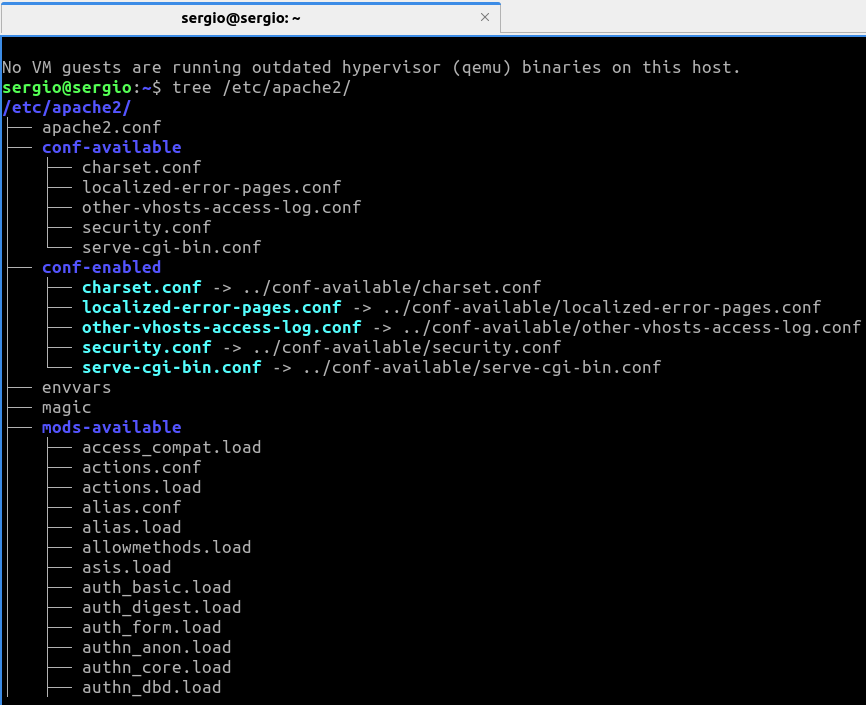 sergio@sergio: ~
No VM guests are running outdated hypervisor (qemu) binaries on this host.
sergio@sergio:~$ tree /etc/apache2/
/etc/apache2/
├── apache2.conf
├── conf-available
│   ├── charset.conf
│   ├── localized-error-pages.conf
│   ├── other-vhosts-access-log.conf
│   ├── security.conf
│   └── serve-cgi-bin.conf
├── conf-enabled
│   ├── charset.conf -> ../conf-available/charset.conf
│   ├── localized-error-pages.conf -> ../conf-available/localized-error-pages.conf
│   ├── other-vhosts-access-log.conf -> ../conf-available/other-vhosts-access-log.conf
│   ├── security.conf -> ../conf-available/security.conf
│   └── serve-cgi-bin.conf -> ../conf-available/serve-cgi-bin.conf
├── envvars
├── magic
├── mods-available
│   ├── access_compat.load
│   ├── actions.conf
│   ├── actions.load
│   ├── alias.conf
│   ├── alias.load
│   ├── allowmethods.load
│   ├── asis.load
│   ├── auth_basic.load
│   ├── auth_digest.load
│   ├── auth_form.load
│   ├── authn_anon.load
│   ├── authn_core.load
│   ├── authn_dbd.load